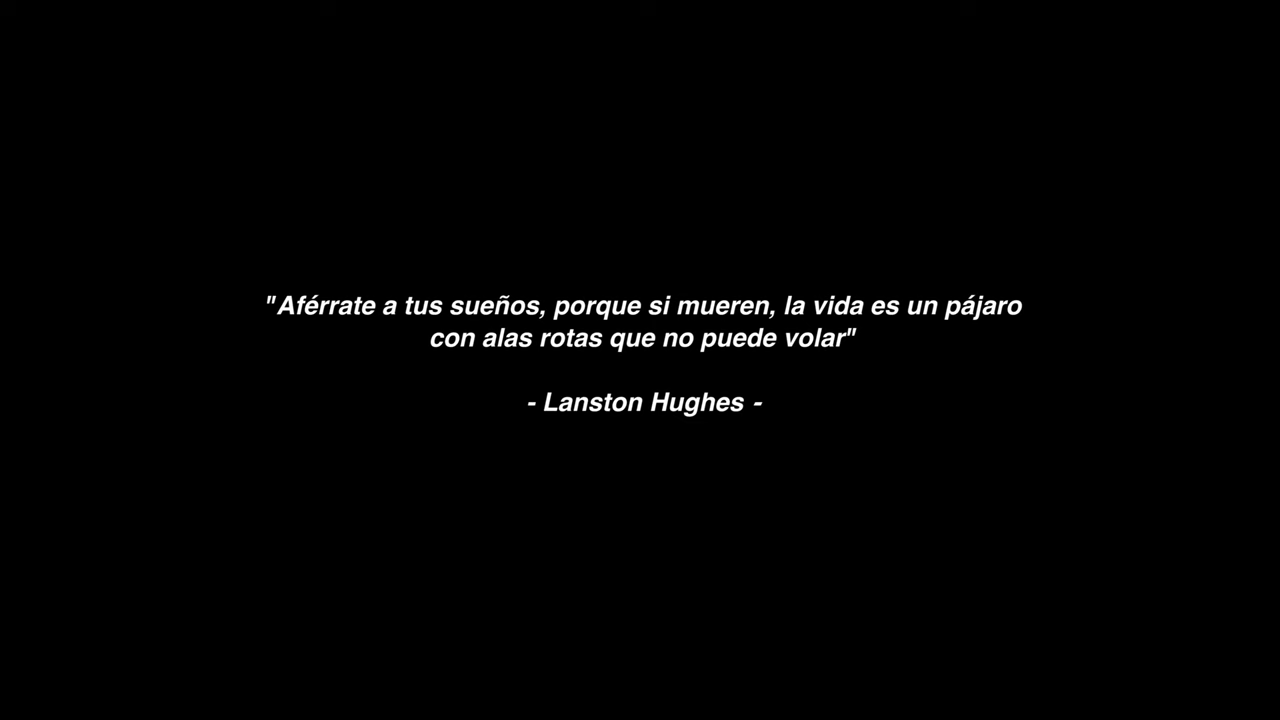 "Aférrate a tus sueños, porque si mueren, la vida es un pájaro
con alas rotas que no puede volar"
- Lanston Hughes -